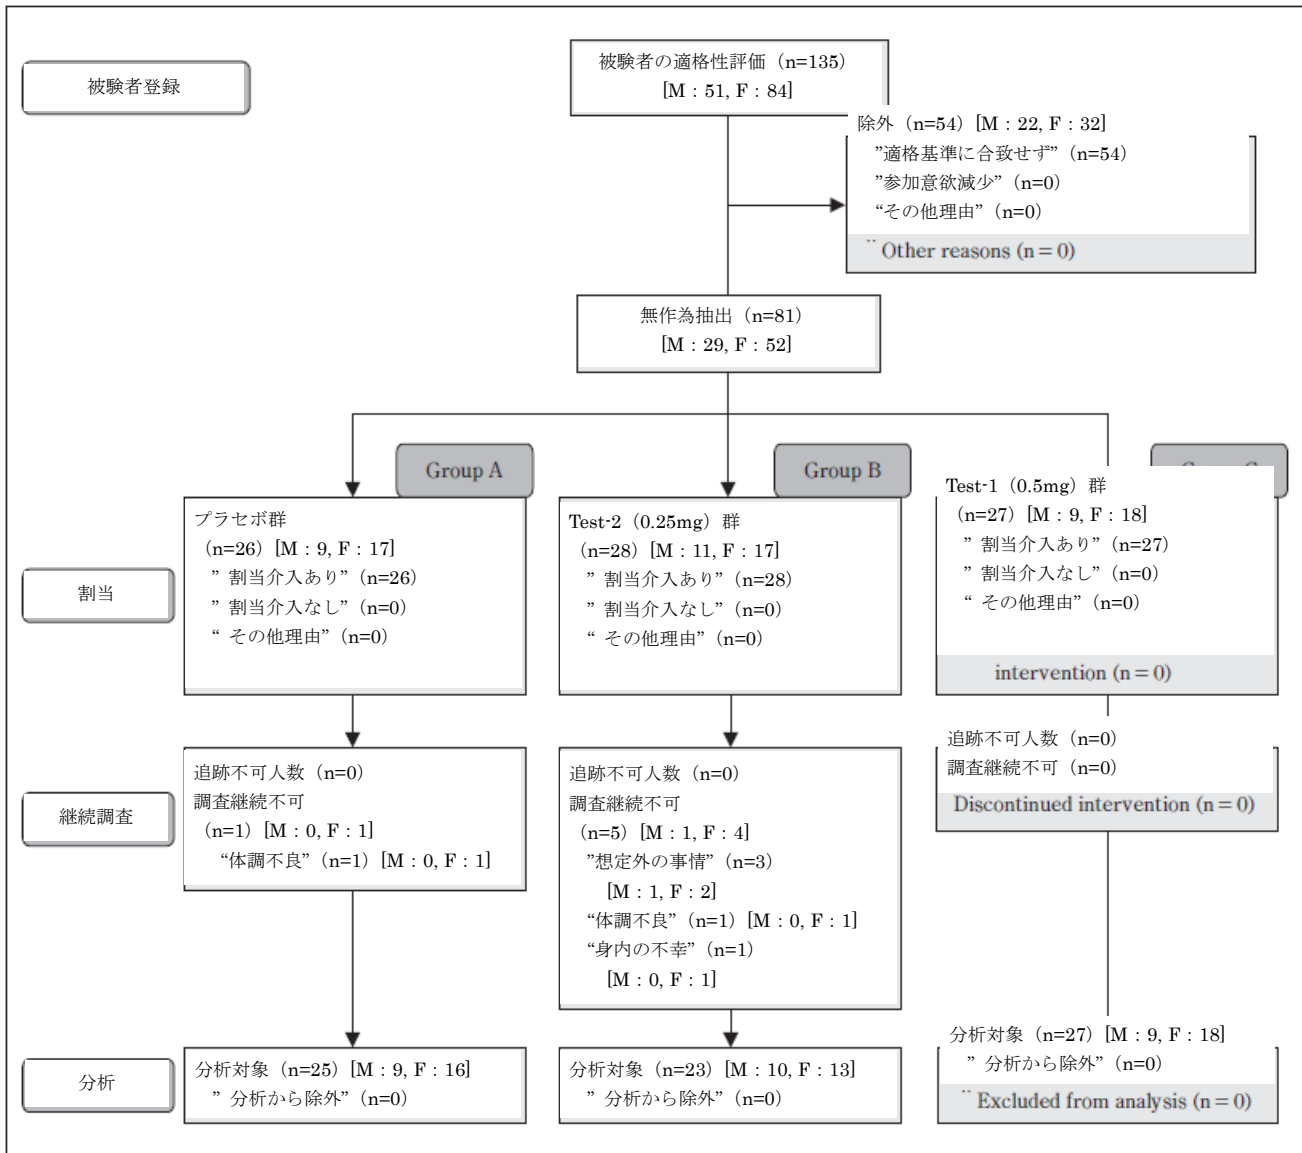 被験者登録
被験者の適格性評価（n=135）
[M：51, F：84]
除外（n=54）[M：22, F：32]
”適格基準に合致せず”（n=54）
”参加意欲減少”（n=0）
“その他理由”（n=0）
¨ Other reasons (n = 0)
無作為抽出（n=81）
[M：29, F：52]
Group A
Group B
割当
プラセボ群
（n=26）[M：9, F：17]
” 割当介入あり”（n=26）
” 割当介入なし”（n=0）
“ その他理由”（n=0）
Test-2（0.25mg）群
（n=28）[M：11, F：17]
” 割当介入あり”（n=28）
” 割当介入なし”（n=0）
“ その他理由”（n=0）
Test-1（0.5mg）群
（n=27）[M：9, F：18]
” 割当介入あり”（n=27）
” 割当介入なし”（n=0）
“ その他理由”（n=0）
intervention (n = 0)
継続調査
追跡不可人数（n=0）
調査継続不可
（n=1）[M：0, F：1]
“体調不良”（n=1）[M：0, F：1]
追跡不可人数（n=0）
調査継続不可
（n=5）[M：1, F：4]
”想定外の事情”（n=3）
[M：1, F：2]
“体調不良”（n=1）[M：0, F：1]
“身内の不幸”（n=1）
[M：0, F：1]
追跡不可人数（n=0）
調査継続不可（n=0）
Discontinued intervention (n = 0)
分析
分析対象（n=25）[M：9, F：16]
” 分析から除外”（n=0）
分析対象（n=23）[M：10, F：13]
” 分析から除外”（n=0）
分析対象（n=27）[M：9, F：18]
” 分析から除外”（n=0）
¨ Excluded from analysis (n = 0)